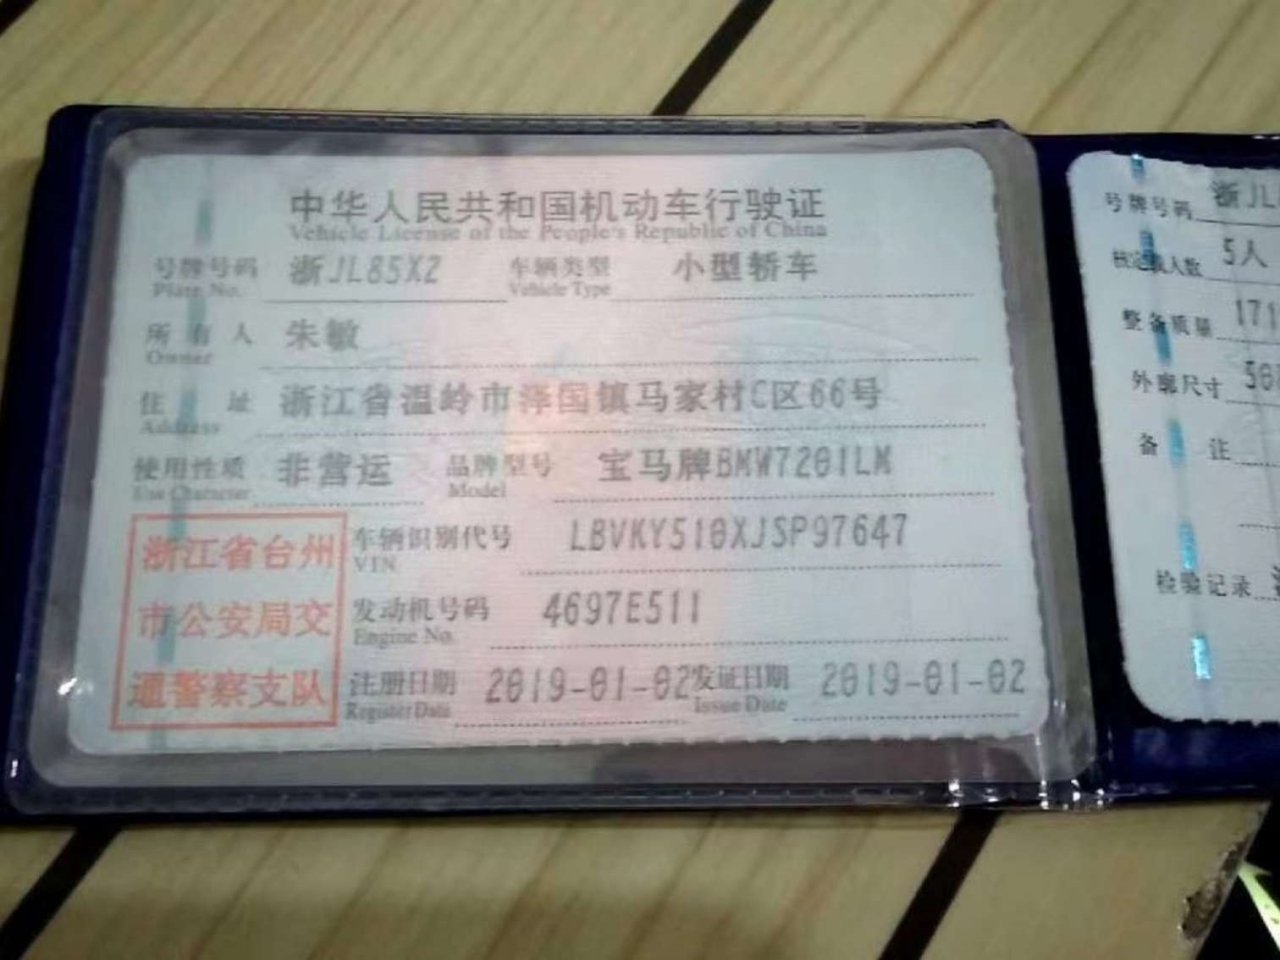 中华人民共和国机动车行驶证
Vehicle License of the People's Republic of China
号牌号码 浙JL85X2 车辆类型 小型轿车
Plate No. Vehicle Type
所有人 朱敏
Owner
住址 浙江省温岭市泽国镇马家村C区66号
Address
使用性质 非营运 品牌型号 宝马牌BMW7201LM
Use Character Model
浙江省台州
市公安局交
通警察支队
车辆识别代号 LBVKY510XJSP97647
VIN
发动机号码 4697E511
Engine No.
注册日期 2019-01-02 发证日期 2019-01-02
Register Date Issue Date
号牌号码 浙JL
核定载人数 5人
整备质量 171
外廓尺寸 50
备注
检验记录